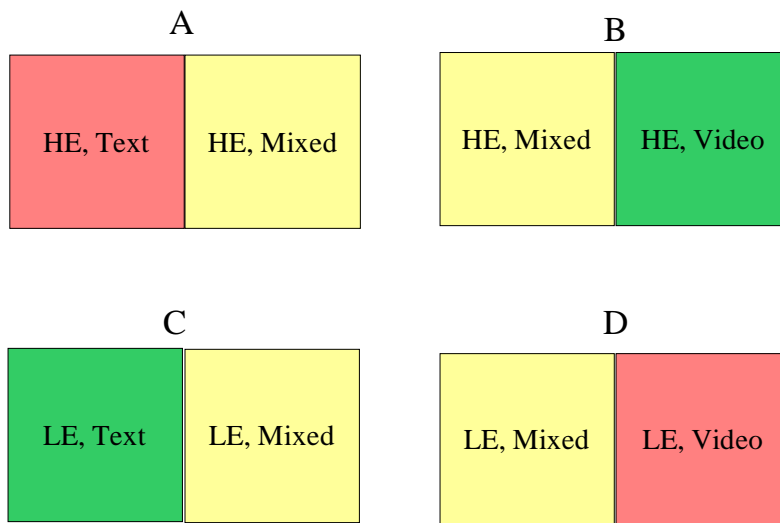 A
B
HE, Text
HE, Mixed
HE, Mixed
HE, Video
C
D
LE, Text
LE, Mixed
LE, Mixed
LE, Video